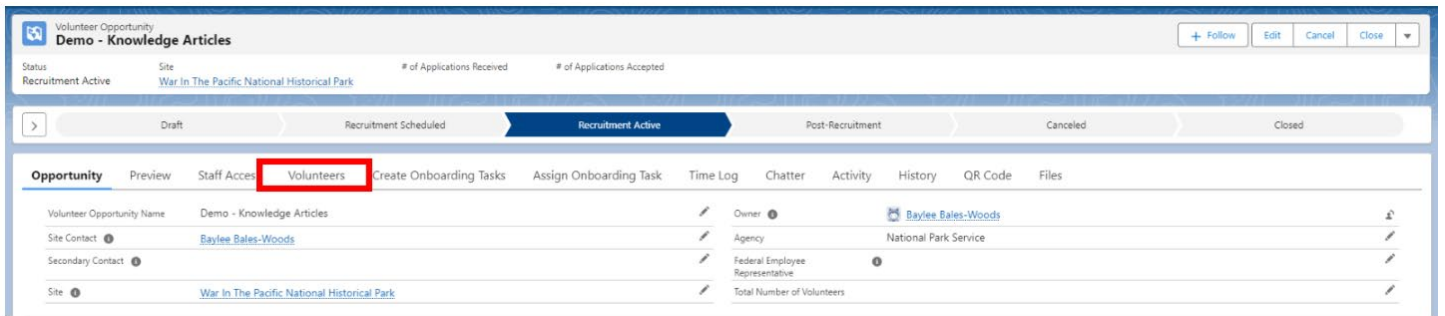 Volunteer Opportunity
Demo - Knowledge Articles
+ Follow Edit Cancel Close
Status Site # of Applications Received # of Applications Accepted
Recruitment Active War In The Pacific National Historical Park
Draft Recruitment Scheduled Recruitment Active Post-Recruitment Canceled Closed
Opportunity Preview Staff Acces Volunteers Create Onboarding Tasks Assign Onboarding Task Time Log Chatter Activity History QR Code Files
Volunteer Opportunity Name Demo - Knowledge Articles Owner Baylee Bales-Woods
Site Contact Baylee Bales-Woods Agency National Park Service
Secondary Contact Federal Employee
Representative
Site War In The Pacific National Historical Park Total Number of Volunteers